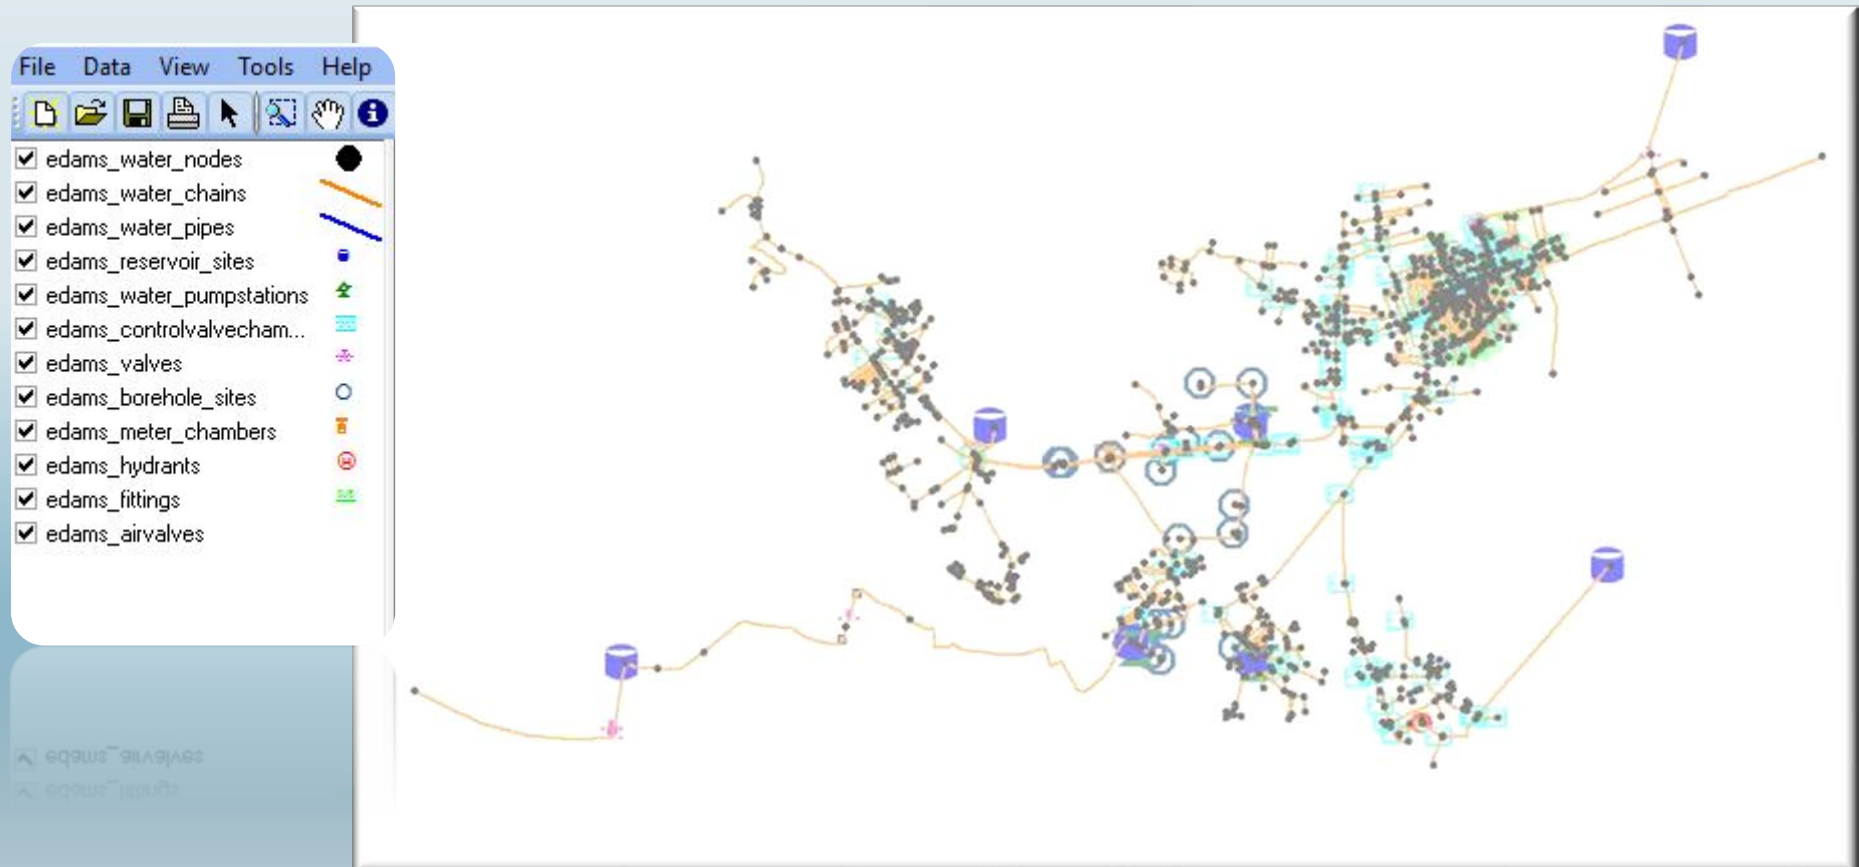 File Data View Tools Help
edams_water_nodes
edams_water_chains
edams_water_pipes
edams_reservoir_sites
edams_water_pumpstations
edams_controlvalvecham...
edams_valves
edams_borehole_sites
edams_meter_chambers
edams_hydrants
edams_fittings
edams_airvalves